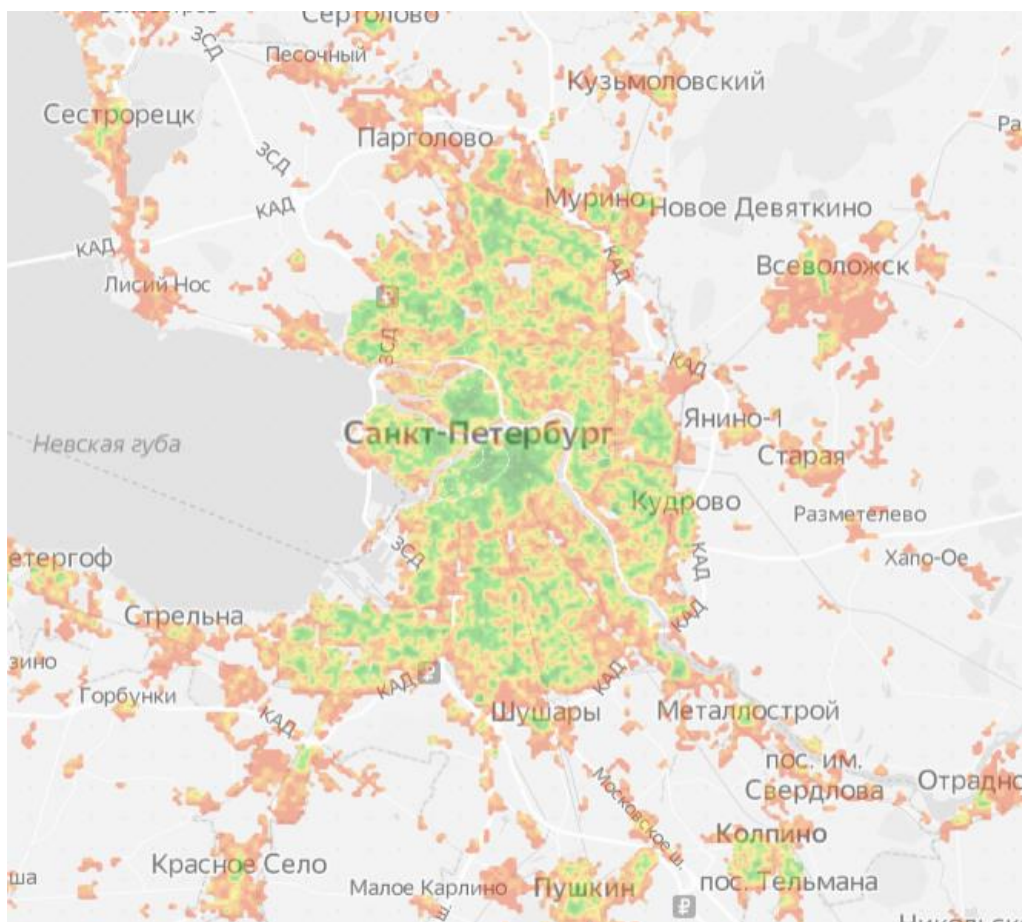 Сертолово
ЗСД
Песочный
Кузьмоловский
Сестрорецк
Парголово
ЗСД
Мурино
Новое Девяткино
КАД
КАД
КАД
Всеволожск
Лисий Нос
ЗСД
КАД
Янино-1
Санкт-Петербург
Невская губа
Старая
Кудрово
Разметелево
ЗСД
КАД
Хапо-Ое
етергоф
Стрельна
КАД
зино
КАД
КАД
Горбунки
КАД
Шушары
Металлострой
пос. им.
Свердлова
Отрадно
Московское ш.
Колпино
Красное Село
ша
Малое Карлино
Пушкин
пос. Тельмана
ш.